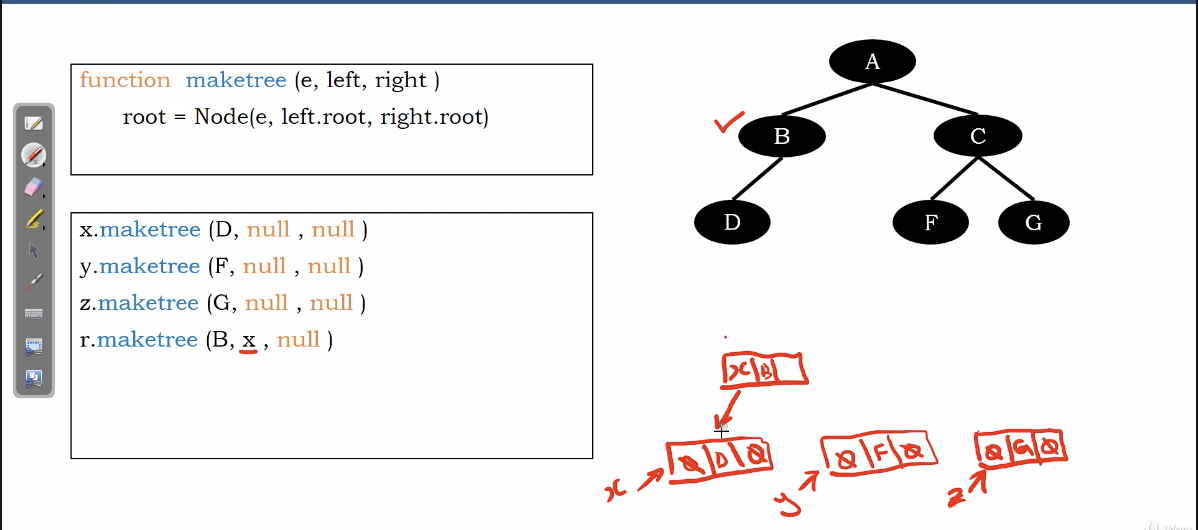 function maketree (e, left, right )
root = Node(e, left.root, right.root)
x.maketree (D, null , null )
y.maketree (F, null , null )
z.maketree (G, null , null )
r.maketree (B, x , null )
A
B C
D F G
x B
D F G
x y z